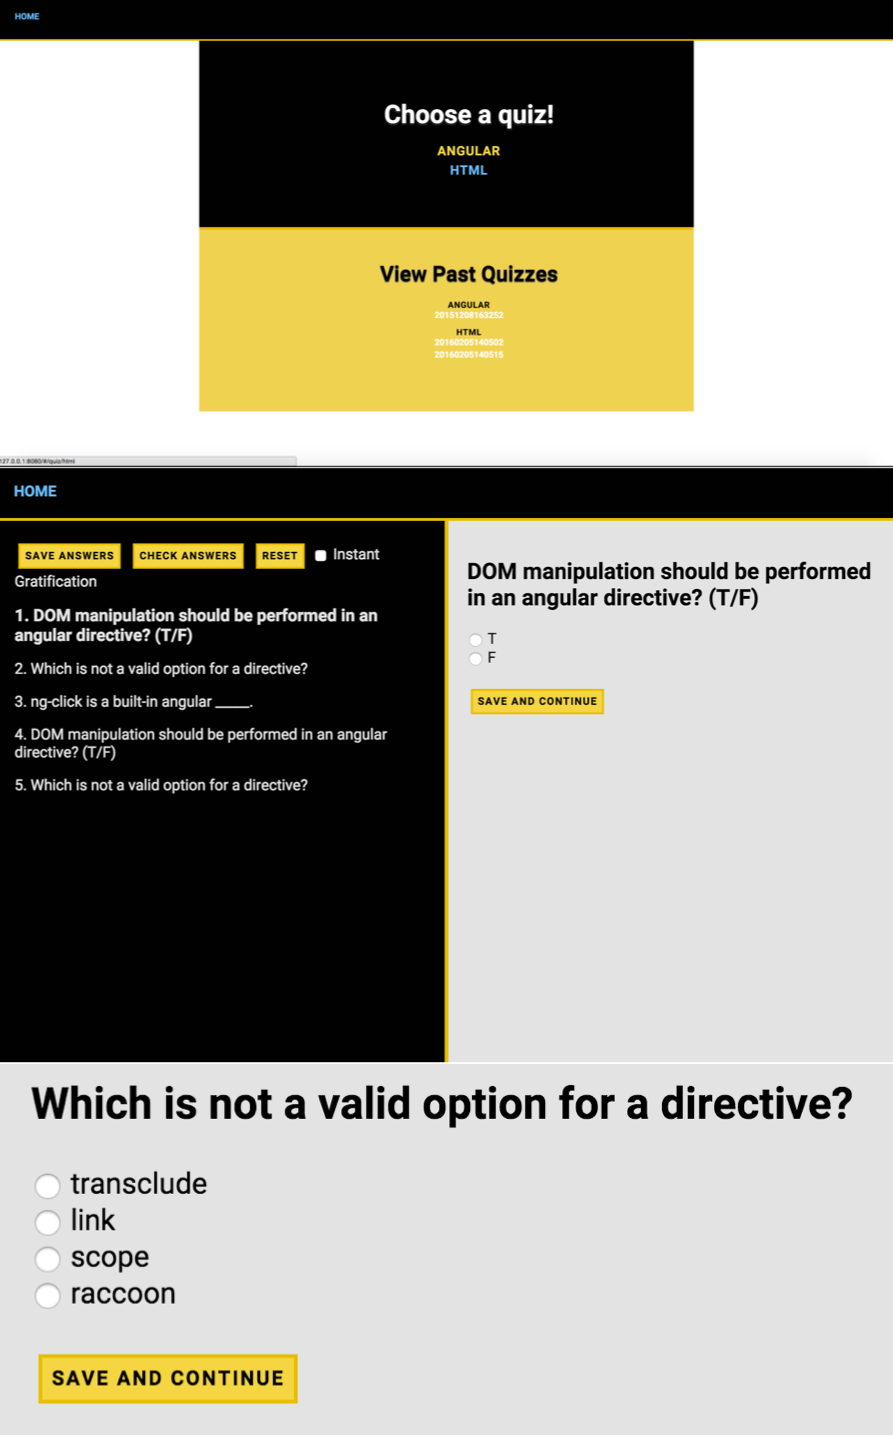 HOME
Choose a quiz!
ANGULAR
HTML
View Past Quizzes
ANGULAR
20151208163252
HTML
20160205140502
20160205140515
127.0.0.1:8080/#/quiz/html
HOME
SAVE ANSWERS CHECK ANSWERS RESET Instant
Gratification
1. DOM manipulation should be performed in an
angular directive? (T/F)
2. Which is not a valid option for a directive?
3. ng-click is a built-in angular _____.
4. DOM manipulation should be performed in an angular
directive? (T/F)
5. Which is not a valid option for a directive?
DOM manipulation should be performed
in an angular directive? (T/F)
T
F
SAVE AND CONTINUE
Which is not a valid option for a directive?
transclude
link
scope
raccoon
SAVE AND CONTINUE